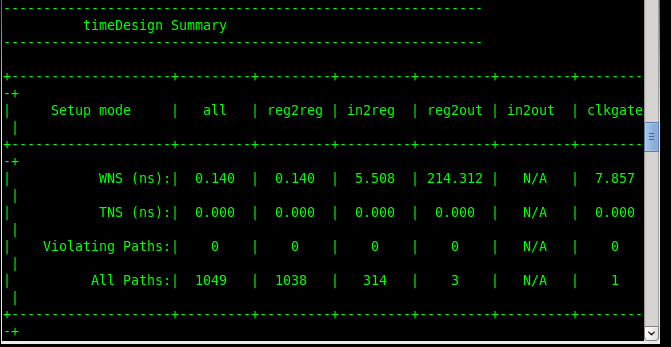 ------------------------------------------------------------
          timeDesign Summary
------------------------------------------------------------
+--------------------+---------+---------+---------+---------+---------+---------
-+
|     Setup mode     |   all   | reg2reg | in2reg  | reg2out | in2out  | clkgate
 |
+--------------------+---------+---------+---------+---------+---------+---------
-+
|           WNS (ns):|  0.140  |  0.140  |  5.508  | 214.312 |   N/A   |  7.857
 |
|           TNS (ns):|  0.000  |  0.000  |  0.000  |  0.000  |   N/A   |  0.000
 |
|    Violating Paths:|    0    |    0    |    0    |    0    |   N/A   |    0
 |
|          All Paths:|  1049   |  1038   |   314   |    3    |   N/A   |    1
 |
+--------------------+---------+---------+---------+---------+---------+---------
-+